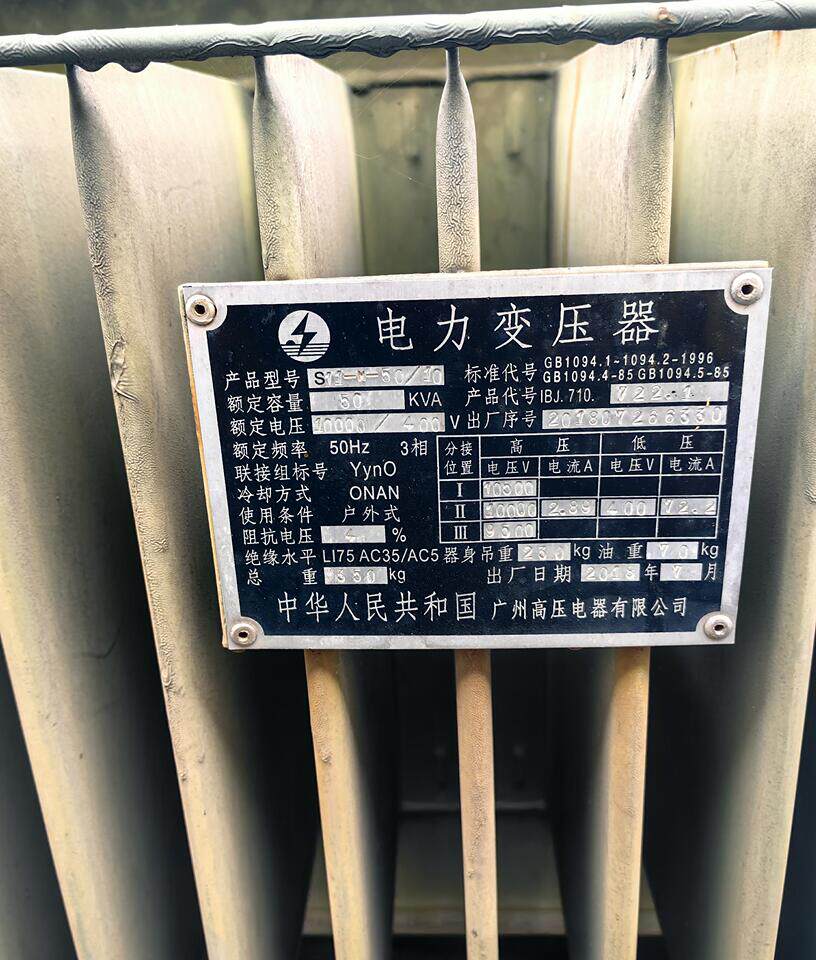 电力变压器
产品型号 S11-M-50/10 标准代号 GB1094.1~1094.2-1996
GB1094.4-85 GB1094.5-85
额定容量 50 KVA 产品代号 IBJ.710. 722-1
额定电压 10000/400 V 出厂序号 201807266330
额定频率 50Hz 3相 分接位置 高压 低压
联接组标号 Yyn0 电压V 电流A 电压V 电流A
冷却方式 ONAN I 10500
使用条件 户外式 II 10000 2.89 400 72.2
阻抗电压 4 % III 9500
绝缘水平 LI75 AC35/AC5 器身吊重 230 kg 油重 70 kg
总重 350 kg 出厂日期 2018 年 7 月
中华人民共和国 广州高压电器有限公司